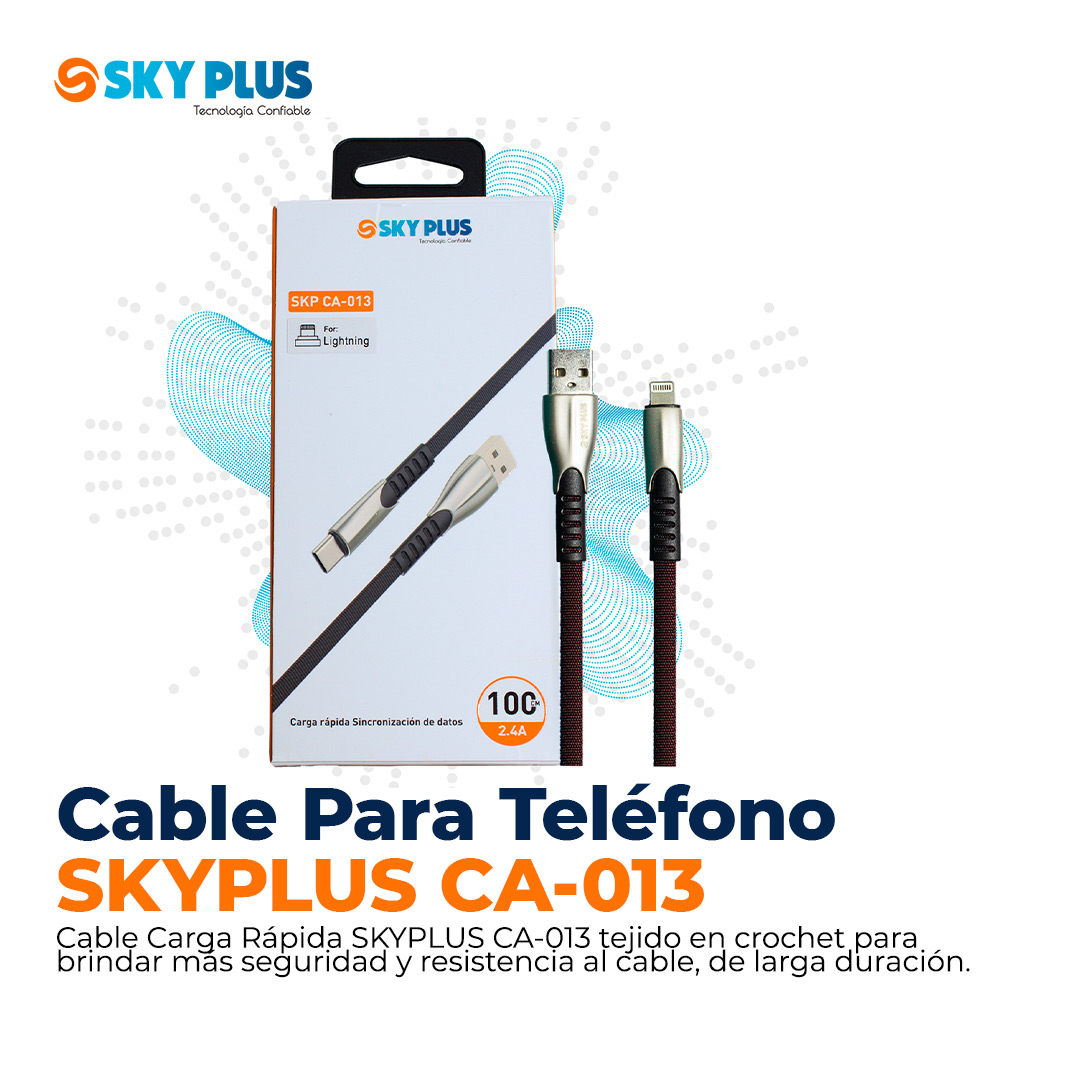 SKY PLUS
Tecnología Confiable
SKY PLUS
Tecnología Confiable
SKP CA-013
For:
Lightning
SKY PLUS
Carga rápida Sincronización de datos
100CM
2.4A
Cable Para Teléfono
SKYPLUS CA-013
Cable Carga Rápida SKYPLUS CA-013 tejido en crochet para
brindar más seguridad y resistencia al cable, de larga duración.